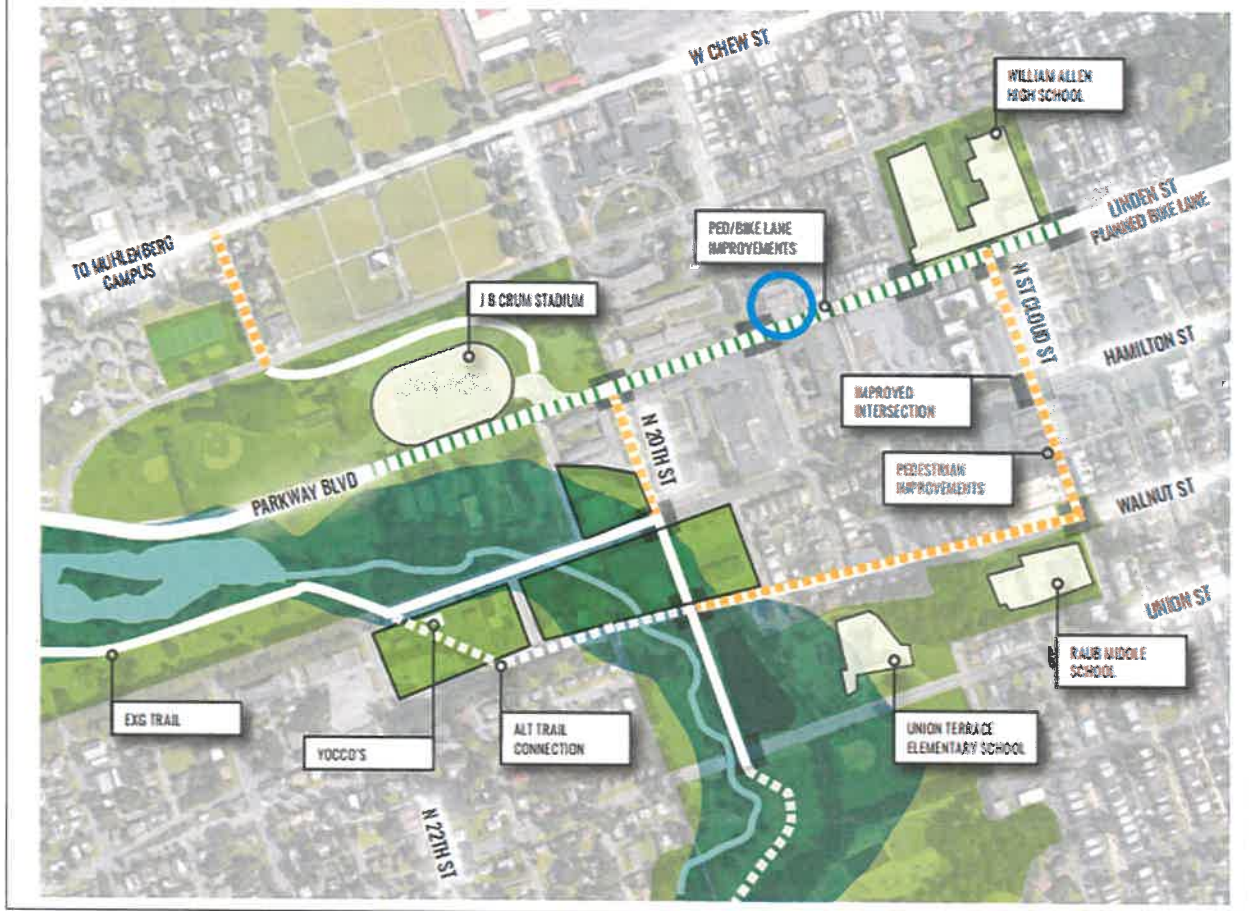 W CHEW ST
WILLIAM ALLEN
HIGH SCHOOL
LINDEN ST
PLANNED BIKE LANE
PED/BIKE LANE
IMPROVEMENTS
TO MUHLENBERG
CAMPUS
J B CRUM STADIUM
N ST CLOUD ST
HAMILTON ST
IMPROVED
INTERSECTION
N 20TH ST
PEDESTRIAN
IMPROVEMENTS
PARKWAY BLVD
WALNUT ST
UNION ST
RAUB MIDDLE
SCHOOL
EXG TRAIL
YOCCO'S
ALT TRAIL
CONNECTION
UNION TERRACE
ELEMENTARY SCHOOL
N 22TH ST